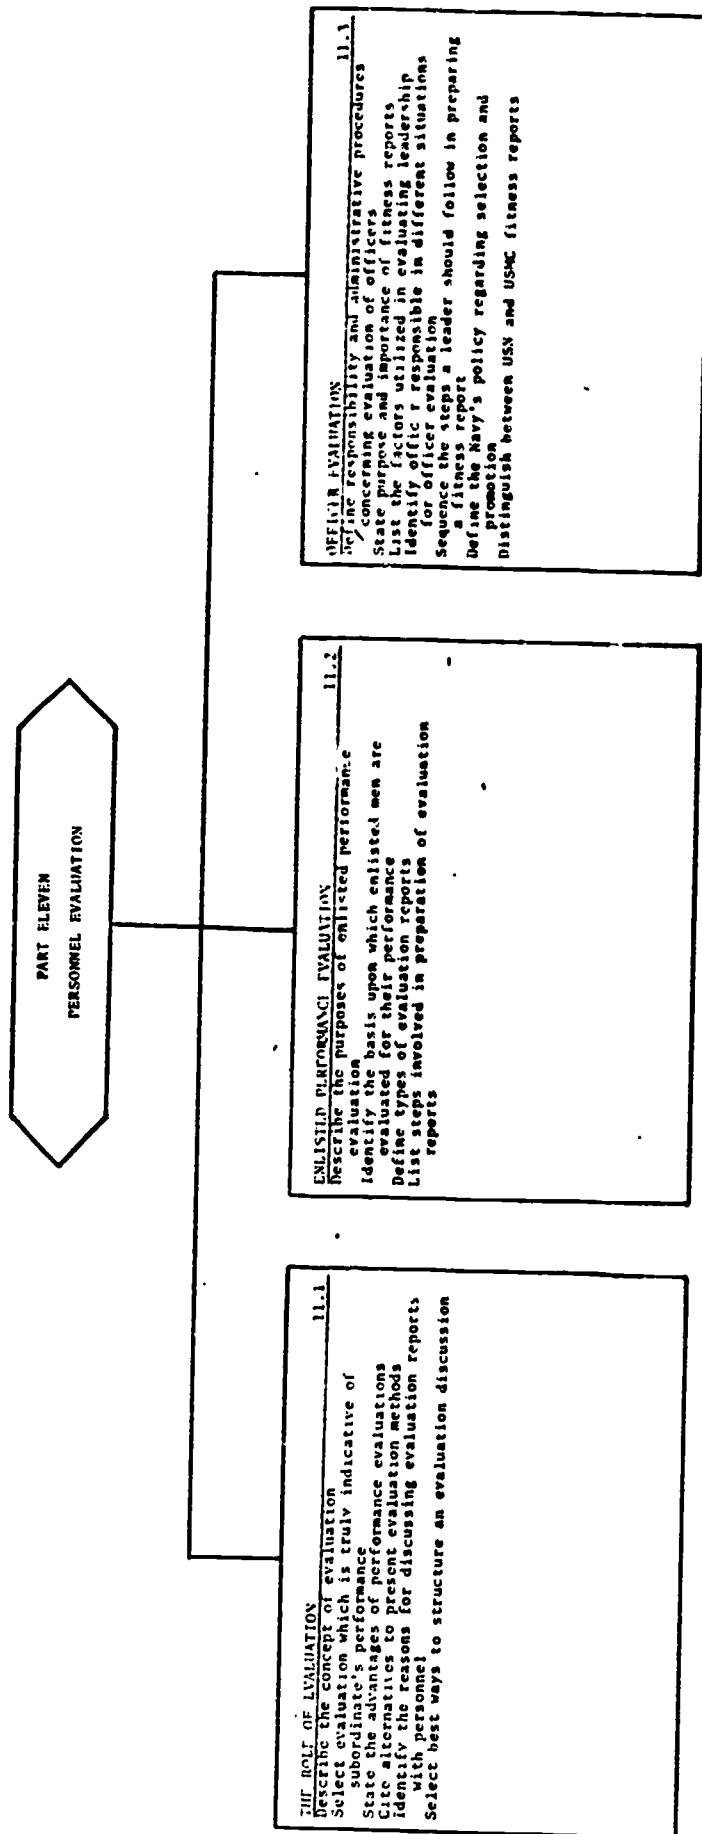 PART ELEVEN
PERSONNEL EVALUATION
THE ROLE OF EVALUATION 11.1
Describe the concept of evaluation
Select evaluation which is truly indicative of
subordinate's performance
State the advantages of performance evaluations
Cite alternatives to present evaluation methods
Identify the reasons for discussing evaluation reports
with personnel
Select best ways to structure an evaluation discussion
ENLISTED PERFORMANCE EVALUATION 11.2
Describe the purposes of enlisted performance
evaluation
Identify the basis upon which enlisted men are
evaluated for their performance
Define types of evaluation reports
List steps involved in preparation of evaluation
reports
OFFICER EVALUATION 11.3
Define responsibility and administrative procedures
concerning evaluation of officers
State purpose and importance of fitness reports
List the factors utilized in evaluating leadership
Identify offic r responsible in different situations
for officer evaluation
Sequence the steps a leader should follow in preparing
a fitness report
Define the Navy's policy regarding selection and
promotion
Distinguish between USN and USMC fitness reports